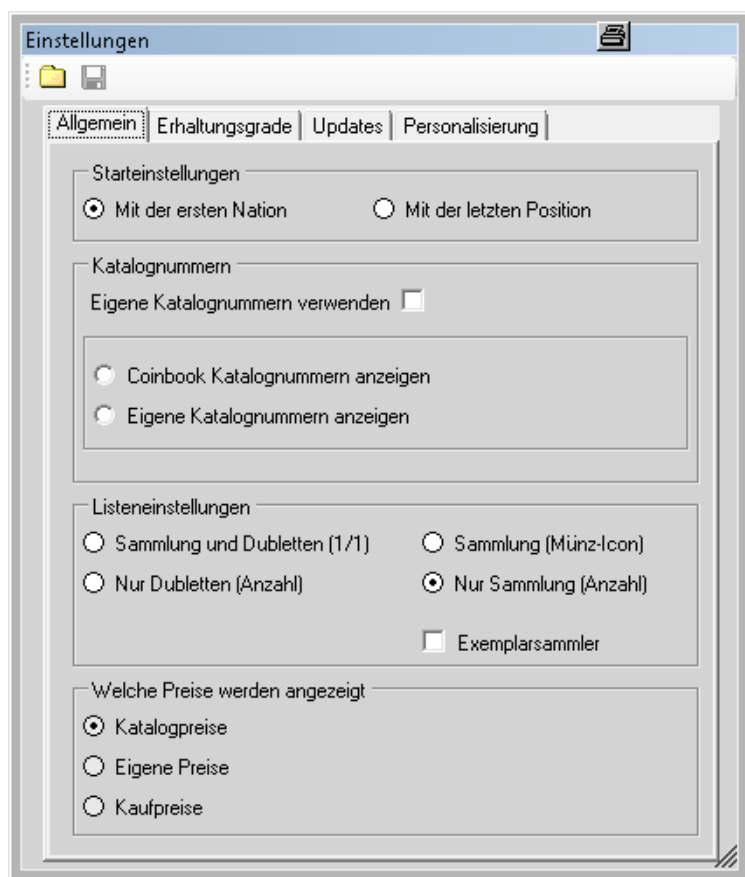 Einstellungen
Allgemein Erhaltungsgrade Updates Personalisierung
Starteinstellungen
Mit der ersten Nation Mit der letzten Position
Katalognummern
Eigene Katalognummern verwenden
Coinbook Katalognummern anzeigen
Eigene Katalognummern anzeigen
Listeneinstellungen
Sammlung und Dubletten (1/1) Sammlung (Münz-Icon)
Nur Dubletten (Anzahl) Nur Sammlung (Anzahl)
Exemplarsammler
Welche Preise werden angezeigt
Katalogpreise
Eigene Preise
Kaufpreise